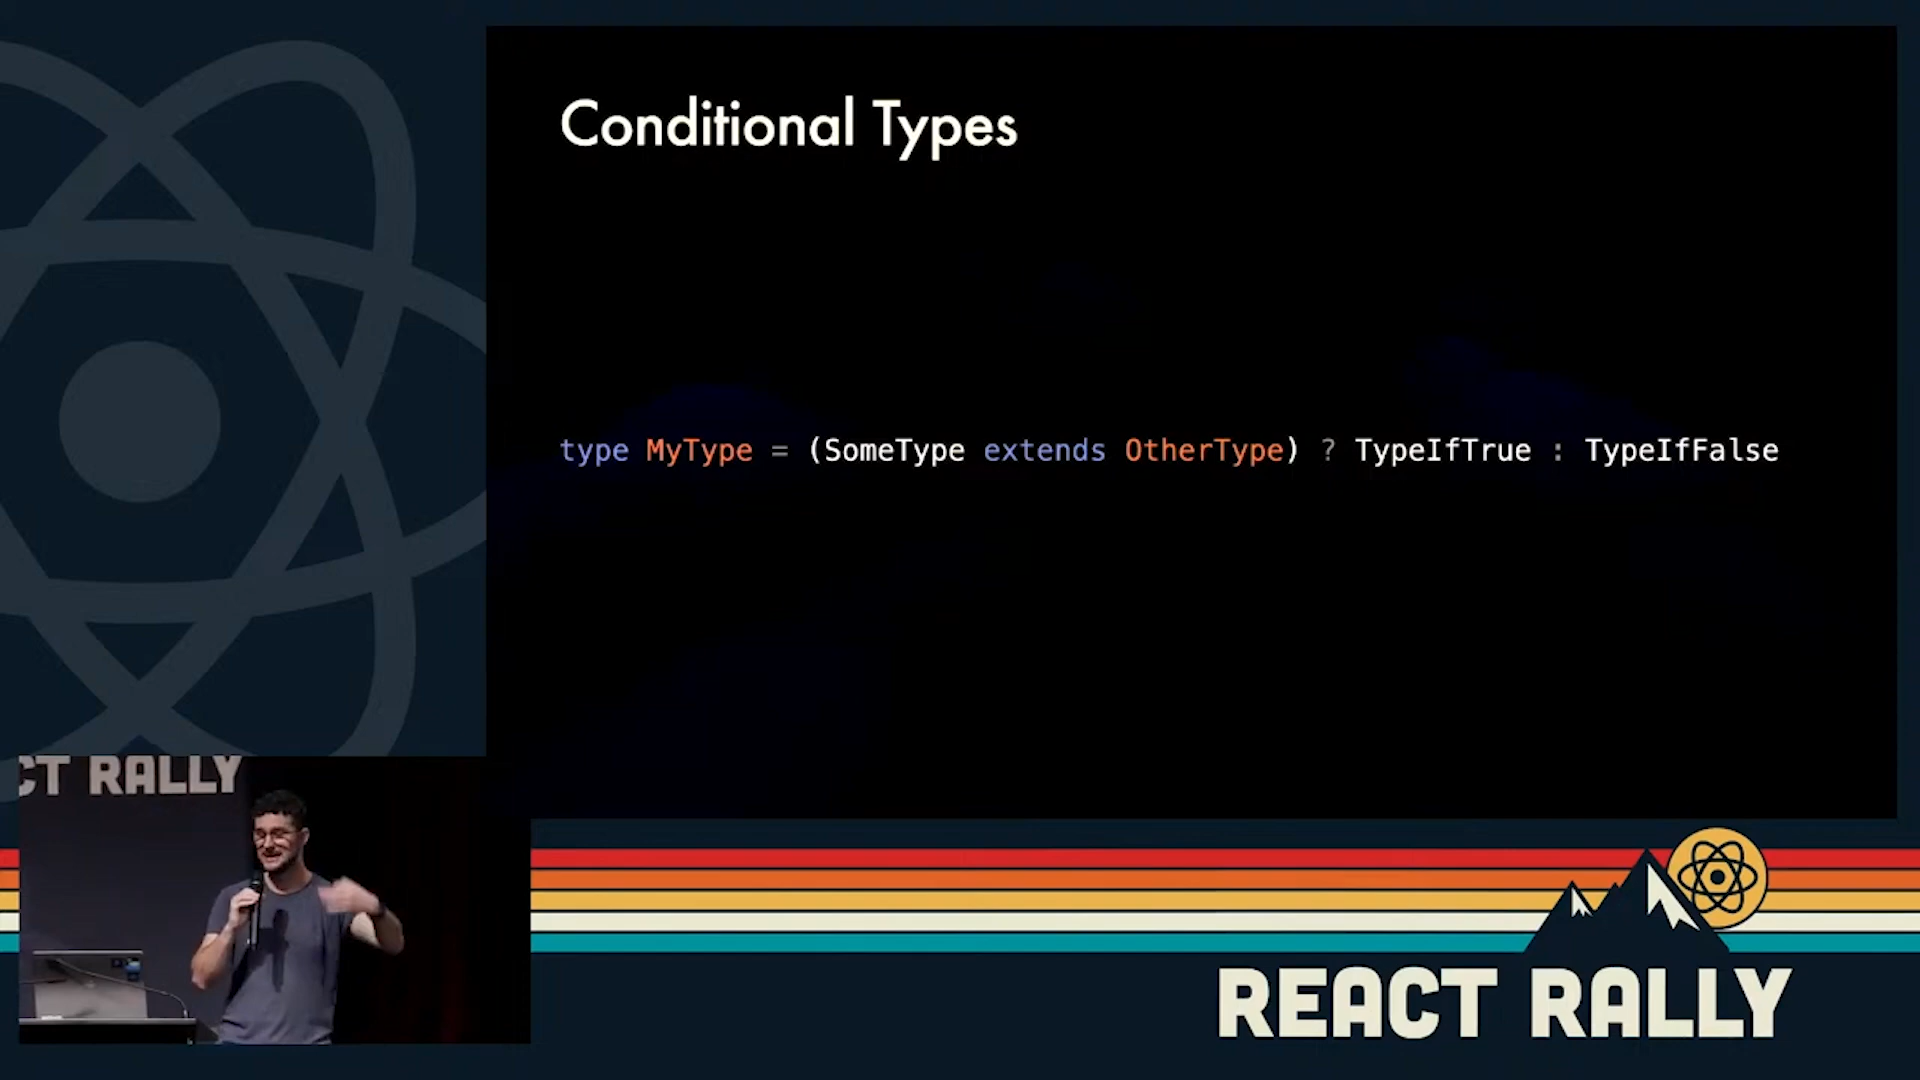 Conditional Types
type MyType = (SomeType extends OtherType) ? TypeIfTrue : TypeIfFalse
CT RALLY
REACT RALLY